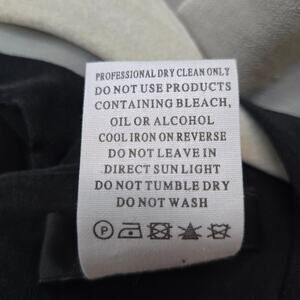 PROFESSIONAL DRY CLEAN ONLY
DO NOT USE PRODUCTS
CONTAINING BLEACH,
OIL OR ALCOHOL
COOL IRON ON REVERSE
DO NOT LEAVE IN
DIRECT SUN LIGHT
DO NOT TUMBLE DRY
DO NOT WASH
P